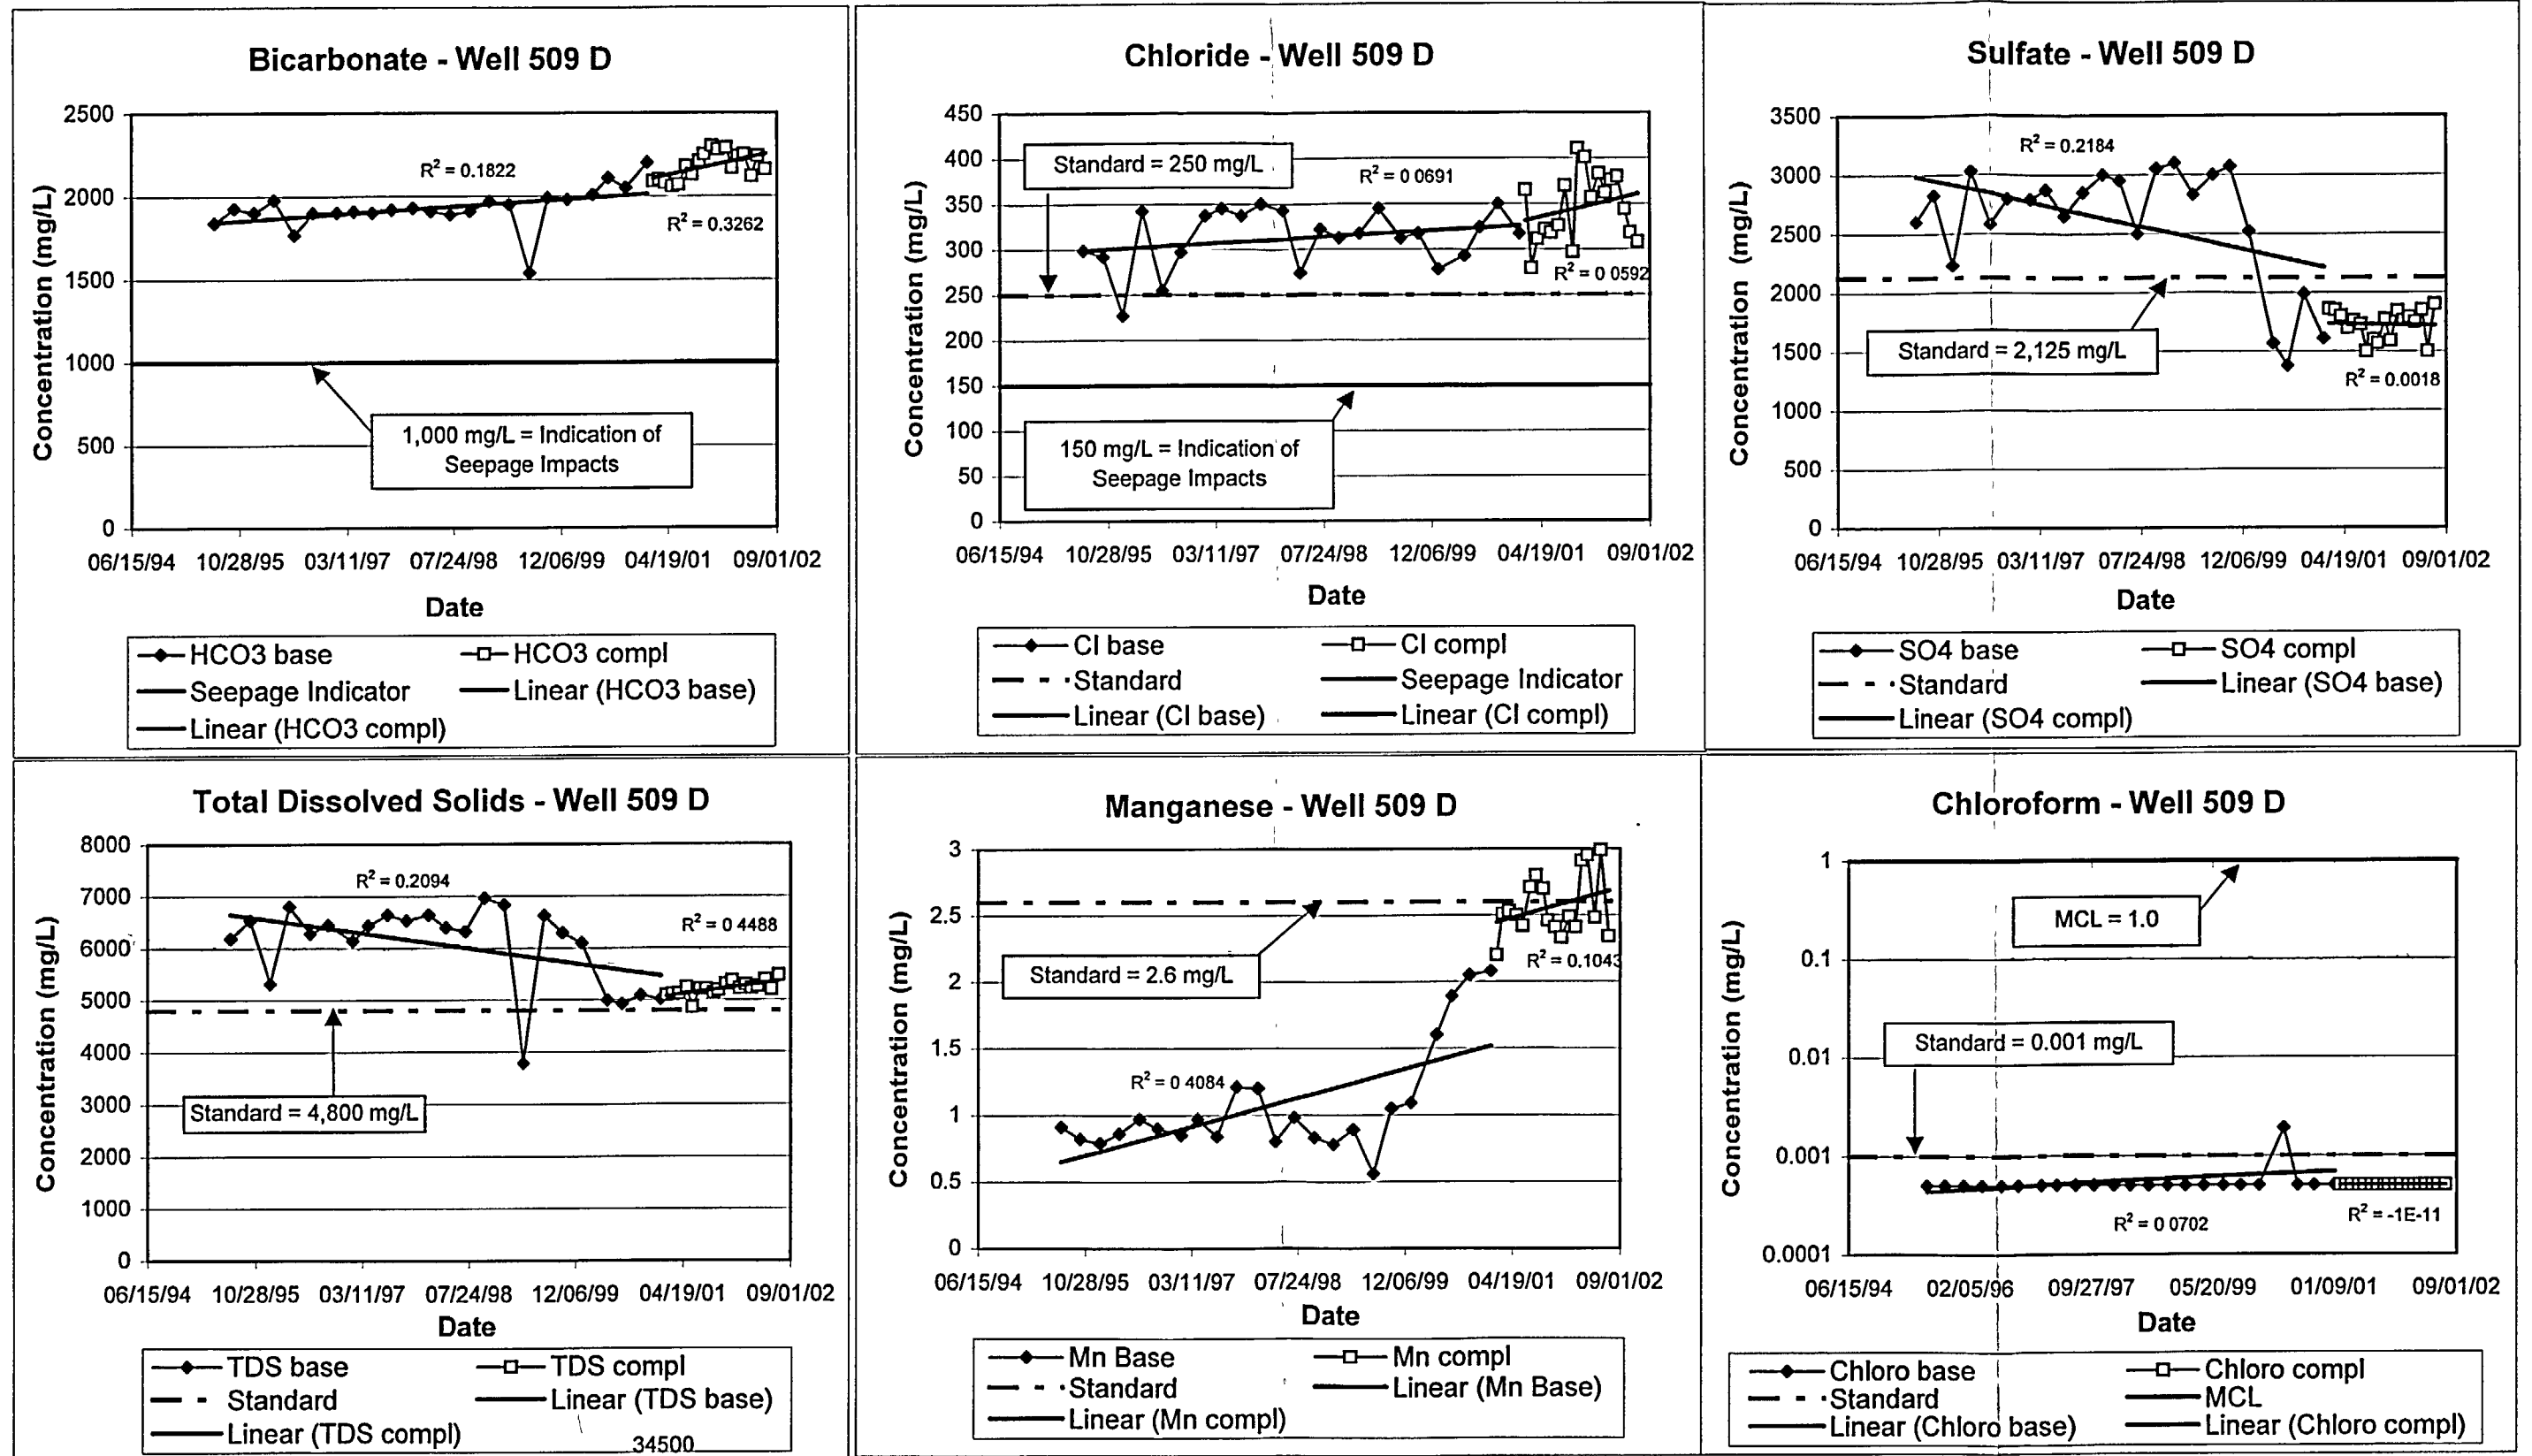 Bicarbonate - Well 509 D
Concentration (mg/L)
2500
2000
1500
1000
500
0
R² = 0.1822
R² = 0.3262
1,000 mg/L = Indication of
Seepage Impacts
06/15/94 10/28/95 03/11/97 07/24/98 12/06/99 04/19/01 09/01/02
Date
HCO3 base HCO3 compl
Seepage Indicator Linear (HCO3 base)
Linear (HCO3 compl)
Chloride - Well 509 D
Concentration (mg/L)
450
400
350
300
250
200
150
100
50
0
Standard = 250 mg/L
R² = 0 0691
R² = 0 0592
150 mg/L = Indication of
Seepage Impacts
06/15/94 10/28/95 03/11/97 07/24/98 12/06/99 04/19/01 09/01/02
Date
Cl base Cl compl
Standard Seepage Indicator
Linear (Cl base) Linear (Cl compl)
Sulfate - Well 509 D
Concentration (mg/L)
3500
3000
2500
2000
1500
1000
500
0
R² = 0.2184
Standard = 2,125 mg/L
R² = 0.0018
06/15/94 10/28/95 03/11/97 07/24/98 12/06/99 04/19/01 09/01/02
Date
SO4 base SO4 compl
Standard Linear (SO4 base)
Linear (SO4 compl)
Total Dissolved Solids - Well 509 D
Concentration (mg/L)
8000
7000
6000
5000
4000
3000
2000
1000
0
R² = 0.2094
R² = 0 4488
Standard = 4,800 mg/L
06/15/94 10/28/95 03/11/97 07/24/98 12/06/99 04/19/01 09/01/02
Date
TDS base TDS compl
Standard Linear (TDS base)
Linear (TDS compl)
34500
Manganese - Well 509 D
Concentration (mg/L)
3
2.5
2
1.5
1
0.5
0
Standard = 2.6 mg/L
R² = 0.1043
R² = 0 4084
06/15/94 10/28/95 03/11/97 07/24/98 12/06/99 04/19/01 09/01/02
Date
Mn Base Mn compl
Standard Linear (Mn Base)
Linear (Mn compl)
Chloroform - Well 509 D
Concentration (mg/L)
1
0.1
0.01
0.001
0.0001
MCL = 1.0
Standard = 0.001 mg/L
R² = 0 0702
R² = -1E-11
06/15/94 02/05/96 09/27/97 05/20/99 01/09/01 09/01/02
Date
Chloro base Chloro compl
Standard MCL
Linear (Chloro base) Linear (Chloro compl)